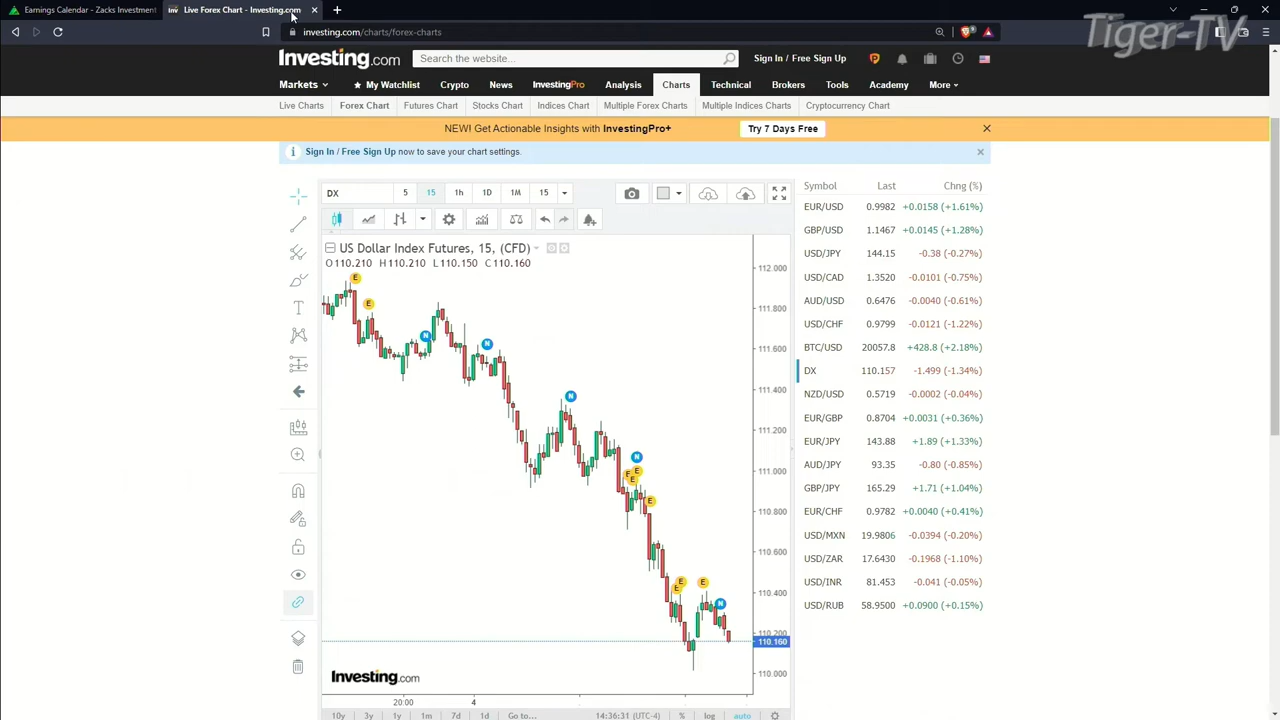 Earnings Calendar - Zacks Investment
Live Forex Chart - Investing.com
Tiger-TV
investing.com/charts/forex-charts
Investing.com
Search the website...
Sign In / Free Sign Up
Markets
My Watchlist
Crypto
News
InvestingPro
Analysis
Charts
Technical
Brokers
Tools
Academy
More
Live Charts
Forex Chart
Futures Chart
Stocks Chart
Indices Chart
Multiple Forex Charts
Multiple Indices Charts
Cryptocurrency Chart
NEW! Get Actionable Insights with InvestingPro+
Try 7 Days Free
Sign In / Free Sign Up now to save your chart settings.
DX
5
15
1h
1D
1M
15
US Dollar Index Futures, 15, (CFD)
O 110.210 H 110.210 L 110.150 C 110.160
E
E
N
N
N
N
E
E
E
E
E
E
E
N
112.000
111.800
111.600
111.400
111.200
111.000
110.800
110.600
110.400
110.200
110.160
110.000
Investing.com
20:00
4
10y
3y
1y
1m
7d
1d
Go to...
14:36:31 (UTC-4)
%
log
auto
Symbol Last Chng (%)
EUR/USD 0.9982 +0.0158 (+1.61%)
GBP/USD 1.1467 +0.0145 (+1.28%)
USD/JPY 144.15 -0.38 (-0.27%)
USD/CAD 1.3520 -0.0101 (-0.75%)
AUD/USD 0.6476 -0.0040 (-0.61%)
USD/CHF 0.9799 -0.0121 (-1.22%)
BTC/USD 20057.8 +428.8 (+2.18%)
DX 110.157 -1.499 (-1.34%)
NZD/USD 0.5719 -0.0002 (-0.04%)
EUR/GBP 0.8704 +0.0031 (+0.36%)
EUR/JPY 143.88 +1.89 (+1.33%)
AUD/JPY 93.35 -0.80 (-0.85%)
GBP/JPY 165.29 +1.71 (+1.04%)
EUR/CHF 0.9782 +0.0040 (+0.41%)
USD/MXN 19.9806 -0.0394 (-0.20%)
USD/ZAR 17.6430 -0.1968 (-1.10%)
USD/INR 81.453 -0.041 (-0.05%)
USD/RUB 58.9500 +0.0900 (+0.15%)